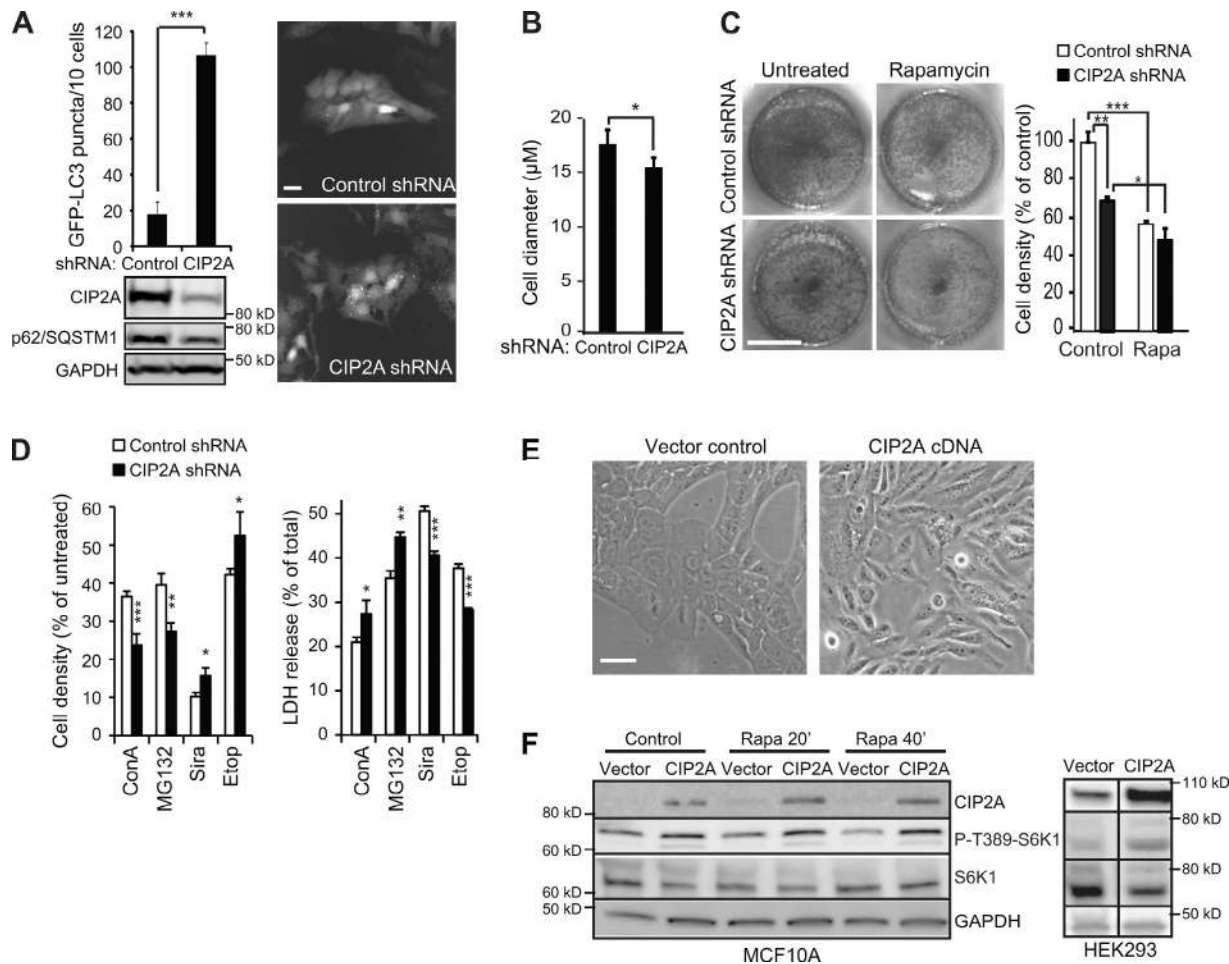 A
***
120
100
80
60
40
20
0
GFP-LC3 puncta/10 cells
shRNA: Control CIP2A
CIP2A
80 kD
p62/SQSTM1
80 kD
50 kD
GAPDH
Control shRNA
CIP2A shRNA
B
*
20
15
10
5
0
Cell diameter (µM)
shRNA: Control CIP2A
C
Untreated
Rapamycin
Control shRNA
CIP2A shRNA
Control shRNA
CIP2A shRNA
***
**
*
100
80
60
40
20
0
Cell density (% of control)
Control
Rapa
D
Control shRNA
CIP2A shRNA
60
50
40
30
20
10
0
Cell density (% of untreated)
***
**
*
*
ConA
MG132
Sira
Etop
50
40
30
20
10
0
LDH release (% of total)
*
**
***
***
ConA
MG132
Sira
Etop
E
Vector control
CIP2A cDNA
F
Control
Rapa 20'
Rapa 40'
Vector CIP2A Vector CIP2A Vector CIP2A
80 kD
CIP2A
60 kD
P-T389-S6K1
60 kD
S6K1
50 kD
GAPDH
MCF10A
Vector CIP2A
110 kD
80 kD
80 kD
50 kD
HEK293